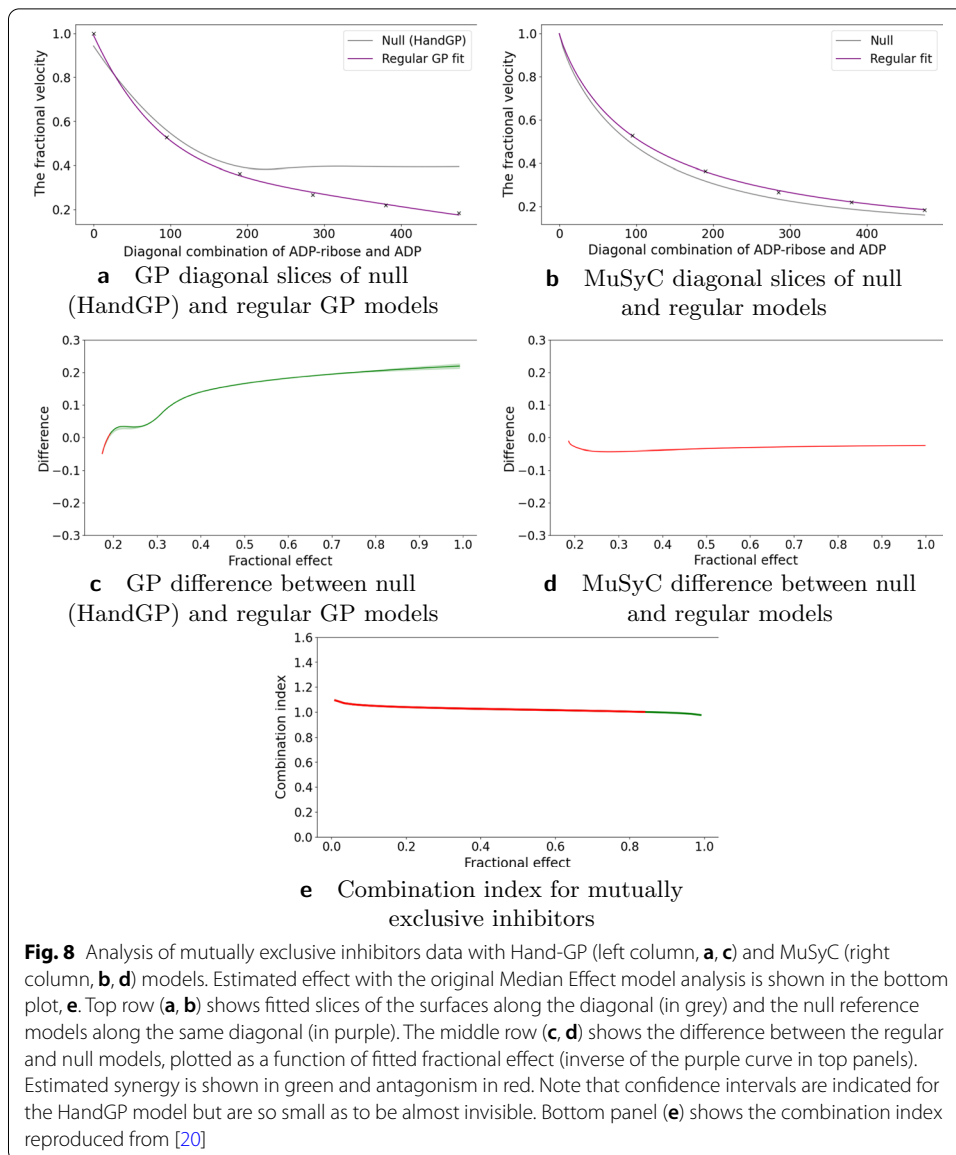 1.0
0.8
0.6
0.4
0.2
The fractional velocity
Null (HandGP)
Regular GP fit
0 100 200 300 400
Diagonal combination of ADP-ribose and ADP
a GP diagonal slices of null
(HandGP) and regular GP models
1.0
0.8
0.6
0.4
0.2
The fractional velocity
Null
Regular fit
0 100 200 300 400
Diagonal combination of ADP-ribose and ADP
b MuSyC diagonal slices of null
and regular models
0.3
0.2
0.1
0.0
−0.1
−0.2
−0.3
Difference
0.2 0.3 0.4 0.5 0.6 0.7 0.8 0.9 1.0
Fractional effect
c GP difference between null
(HandGP) and regular GP models
0.3
0.2
0.1
0.0
−0.1
−0.2
−0.3
Difference
0.2 0.3 0.4 0.5 0.6 0.7 0.8 0.9 1.0
Fractional effect
d MuSyC difference between null
and regular models
1.6
1.4
1.2
1.0
0.8
0.6
0.4
0.2
0.0
Combination index
0.0 0.2 0.4 0.6 0.8 1.0
Fractional effect
e Combination index for mutually
exclusive inhibitors
Fig. 8 Analysis of mutually exclusive inhibitors data with Hand-GP (left column, a, c) and MuSyC (right
column, b, d) models. Estimated effect with the original Median Effect model analysis is shown in the bottom
plot, e. Top row (a, b) shows fitted slices of the surfaces along the diagonal (in grey) and the null reference
models along the same diagonal (in purple). The middle row (c, d) shows the difference between the regular
and null models, plotted as a function of fitted fractional effect (inverse of the purple curve in top panels).
Estimated synergy is shown in green and antagonism in red. Note that confidence intervals are indicated for
the HandGP model but are so small as to be almost invisible. Bottom panel (e) shows the combination index
reproduced from [20]